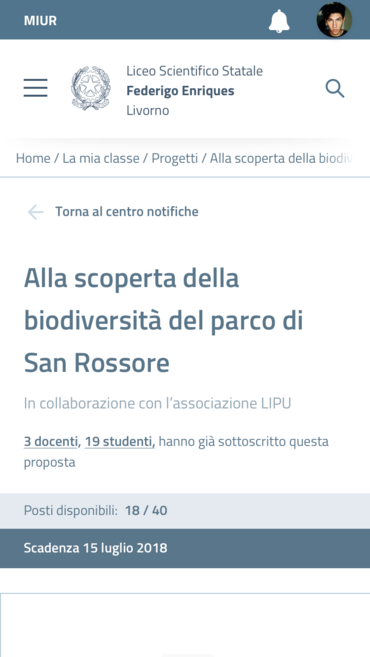 MIUR
Liceo Scientifico Statale
Federigo Enriques
Livorno
Home / La mia classe / Progetti / Alla scoperta della biodiv
Torna al centro notifiche
Alla scoperta della
biodiversità del parco di
San Rossore
In collaborazione con l'associazione LIPU
3 docenti, 19 studenti, hanno già sottoscritto questa
proposta
Posti disponibili: 18 / 40
Scadenza 15 luglio 2018